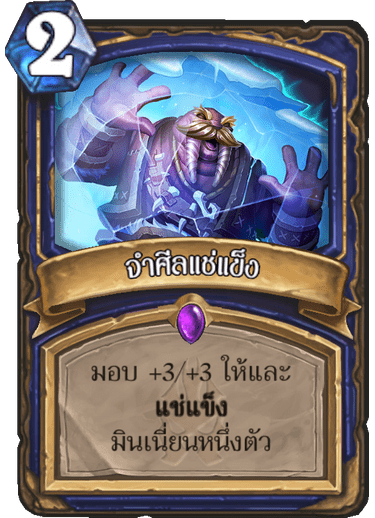 2
จำศีลแช่แข็ง
มอบ +3/+3 ให้และ
แช่แข็ง
มินเนี่ยนหนึ่งตัว